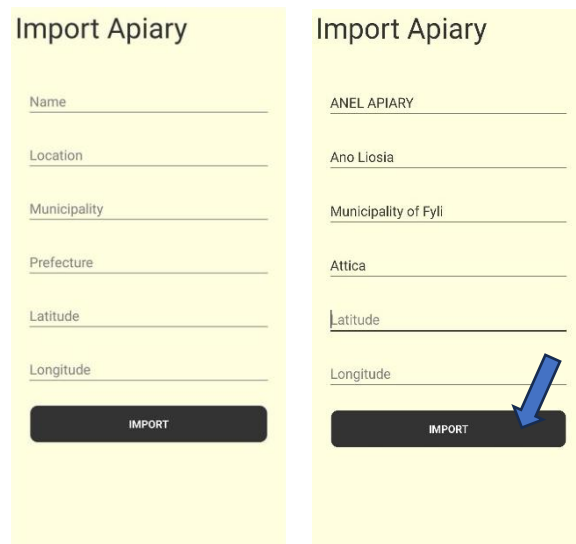 Import Apiary
Name
Location
Municipality
Prefecture
Latitude
Longitude
IMPORT
Import Apiary
ANEL APIARY
Ano Liosia
Municipality of Fyli
Attica
Latitude
Longitude
IMPORT